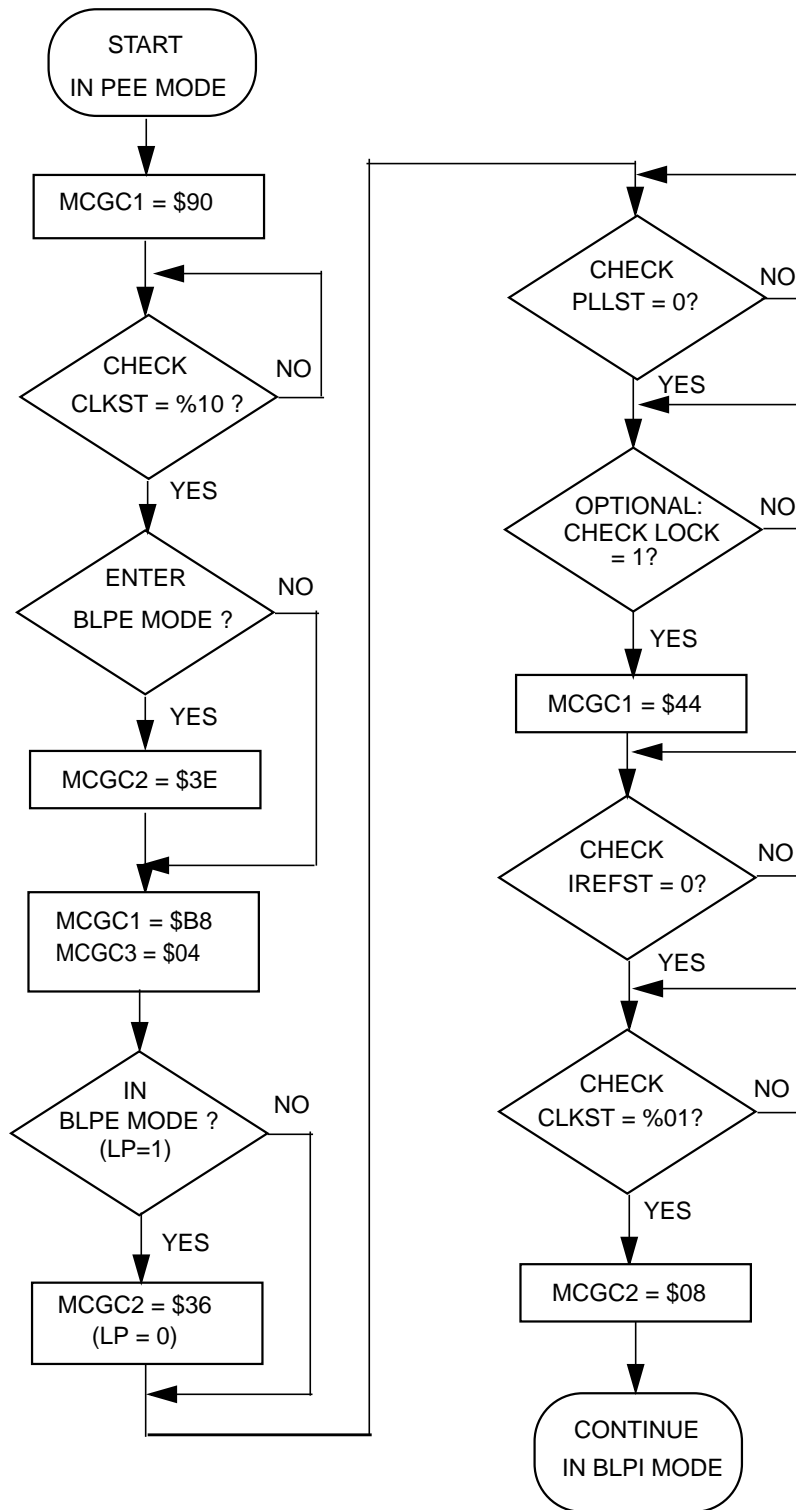 START
IN PEE MODE
MCGC1 = $90
CHECK
CLKST = %10 ?
NO
YES
ENTER
BLPE MODE ?
NO
YES
MCGC2 = $3E
MCGC1 = $B8
MCGC3 = $04
IN
BLPE MODE ?
(LP=1)
NO
YES
MCGC2 = $36
(LP = 0)
CHECK
PLLST = 0?
NO
YES
OPTIONAL:
CHECK LOCK
= 1?
NO
YES
MCGC1 = $44
CHECK
IREFST = 0?
NO
YES
CHECK
CLKST = %01?
NO
YES
MCGC2 = $08
CONTINUE
IN BLPI MODE